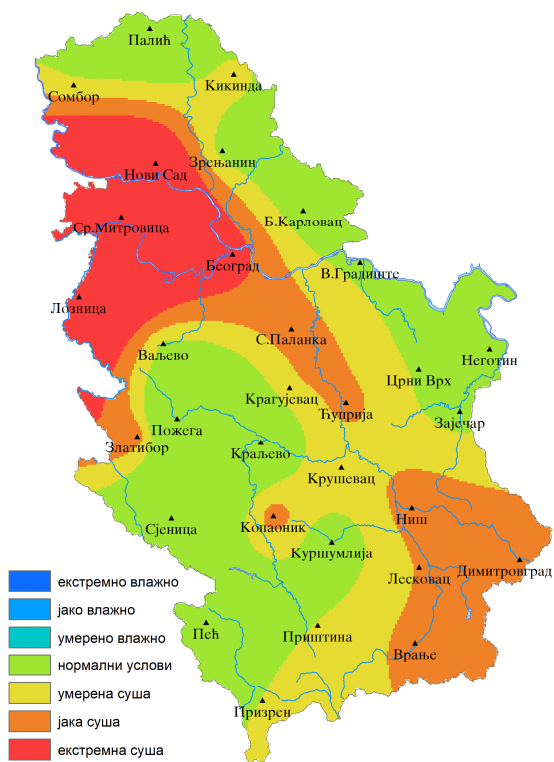 Палић
Кикинда
Сомбор
Зрењанин
Нови Сад
Б.Карловац
Ср.Митровица
Београд
В.Градиште
Лозница
С.Паланка
Ваљево
Неготин
Црни Врх
Крагујевац
Ћуприја
Зајечар
Пожега
Златибор
Краљево
Крушевац
Ниш
Копаоник
Сјеница
Куршумлија
Лесковац
Димитровград
Пећ
Приштина
Врање
Призрен
екстремно влажно
јако влажно
умерено влажно
нормални услови
умерена суша
јака суша
екстремна суша